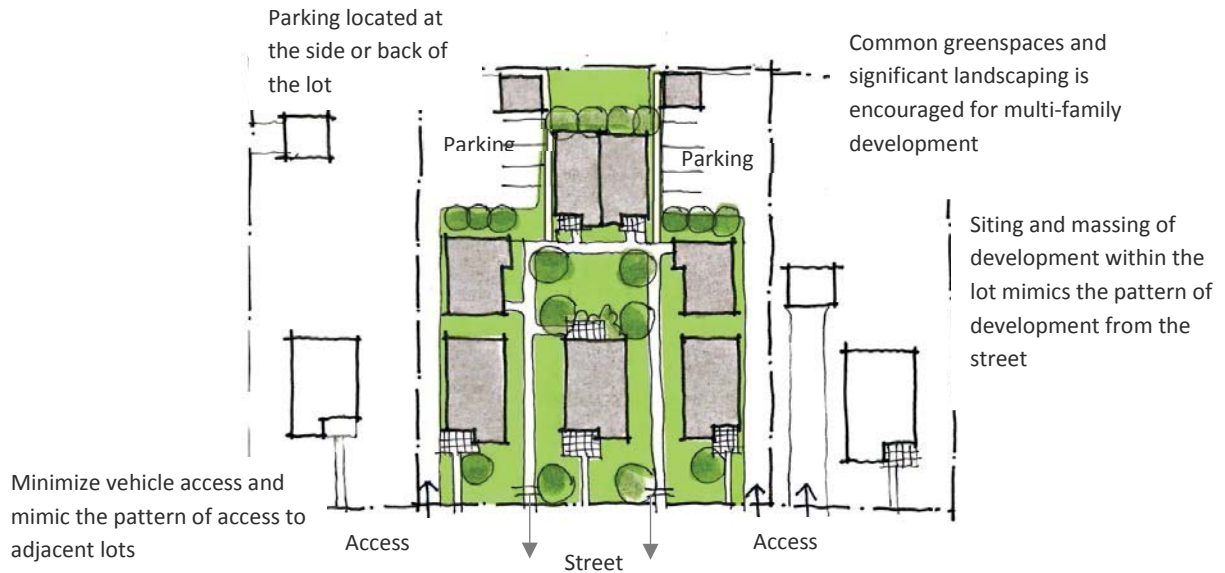 Parking located at
the side or back of
the lot
Common greenspaces and
significant landscaping is
encouraged for multi-family
development
Parking
Parking
Siting and massing of
development within the
lot mimics the pattern of
development from the
street
Minimize vehicle access and
mimic the pattern of access to
adjacent lots
Access
Street
Access